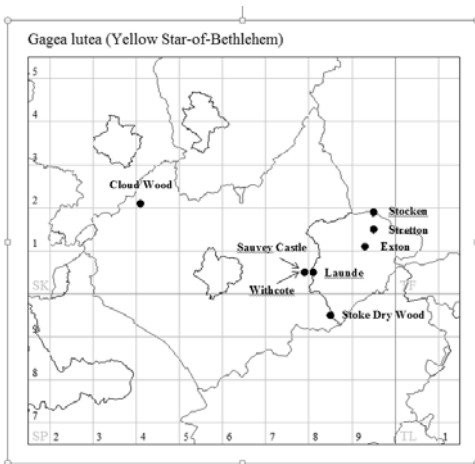 Gagea lutea (Yellow Star-of-Bethlehem)
5
4
3
Cloud Wood
2
Stocken
Stretton
1
Sauvey Castle
Exton
SK
Withcote
Launde
TF
9
Stoke Dry Wood
8
7
SP 2 3 4 5 6 7 8 9 TL 1